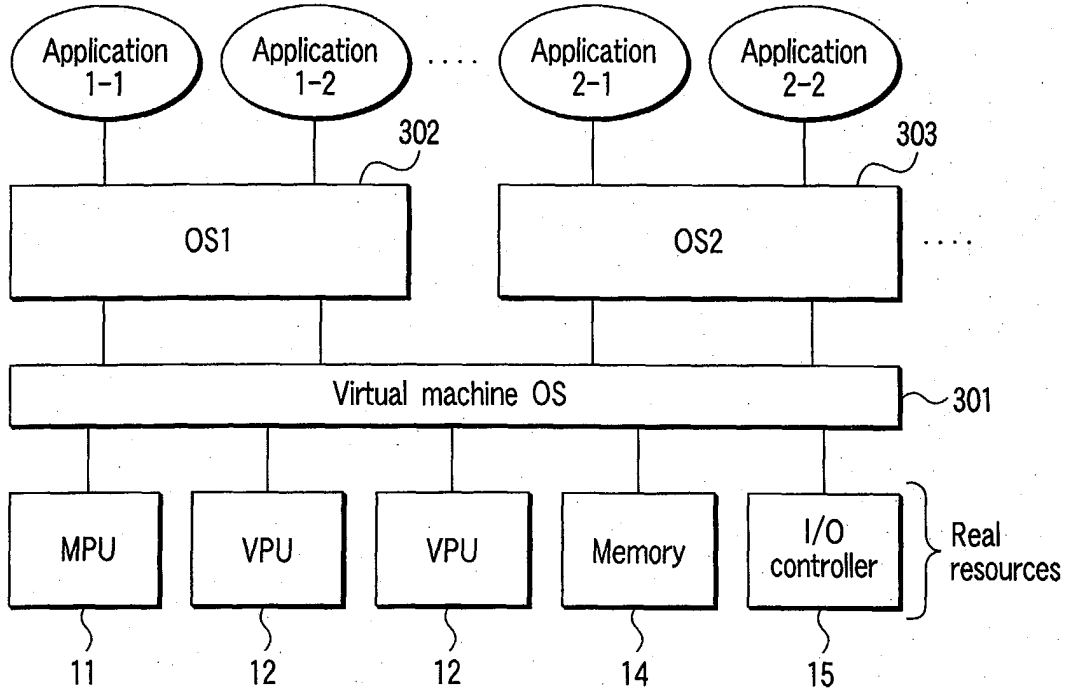 Application
1-1
Application
1-2
....
Application
2-1
Application
2-2
302
303
OS1
OS2
....
Virtual machine OS
301
MPU
VPU
VPU
Memory
I/O
controller
Real
resources
11
12
12
14
15